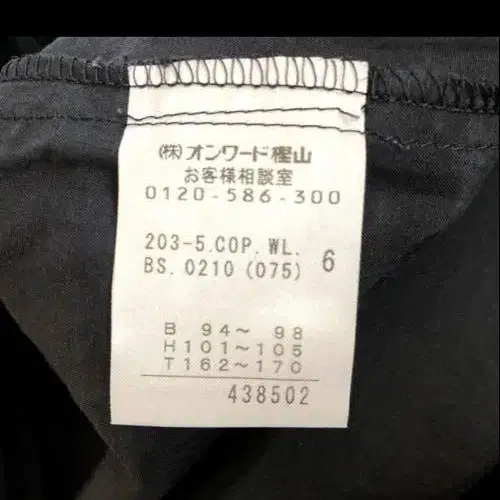 (株)オンワード樫山
お客様相談室
0120-586-300
203-5.COP.WL.
BS.0210(075) 6
B 94～ 98
H101～105
T162～170
438502